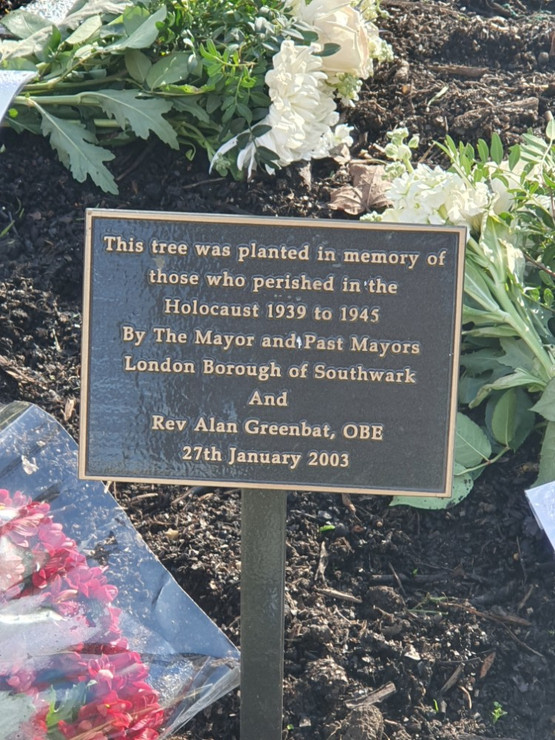 This tree was planted in memory of
those who perished in the
Holocaust 1939 to 1945
By The Mayor and Past Mayors
London Borough of Southwark
And
Rev Alan Greenbat, OBE
27th January 2003